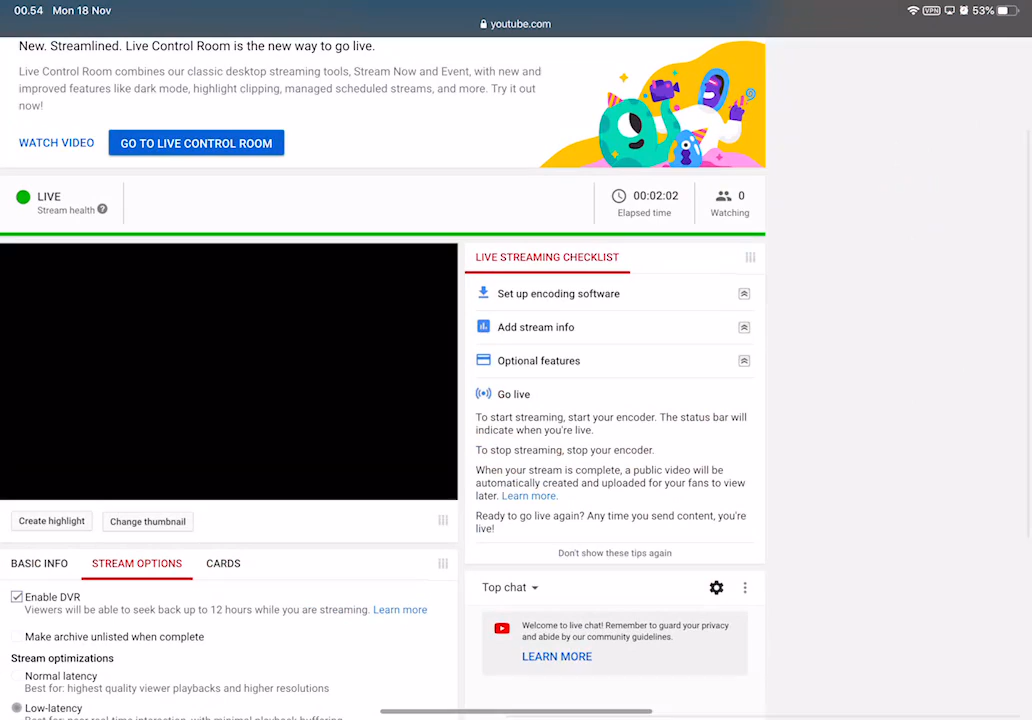 00.54 Mon 18 Nov
VPN 53%
youtube.com
New. Streamlined. Live Control Room is the new way to go live.
Live Control Room combines our classic desktop streaming tools, Stream Now and Event, with new and
improved features like dark mode, highlight clipping, managed scheduled streams, and more. Try it out
now!
WATCH VIDEO
GO TO LIVE CONTROL ROOM
LIVE
Stream health ?
00:02:02
Elapsed time
0
Watching
LIVE STREAMING CHECKLIST
Set up encoding software
Add stream info
Optional features
Go live
To start streaming, start your encoder. The status bar will
indicate when you're live.
To stop streaming, stop your encoder.
When your stream is complete, a public video will be
automatically created and uploaded for your fans to view
later. Learn more.
Ready to go live again? Any time you send content, you're
live!
Don't show these tips again
Create highlight
Change thumbnail
BASIC INFO
STREAM OPTIONS
CARDS
Enable DVR
Viewers will be able to seek back up to 12 hours while you are streaming. Learn more
Make archive unlisted when complete
Stream optimizations
Normal latency
Best for: highest quality viewer playbacks and higher resolutions
Low-latency
Best for: near real-time interaction, with minimal playback buffering
Top chat
Welcome to live chat! Remember to guard your privacy
and abide by our community guidelines.
LEARN MORE